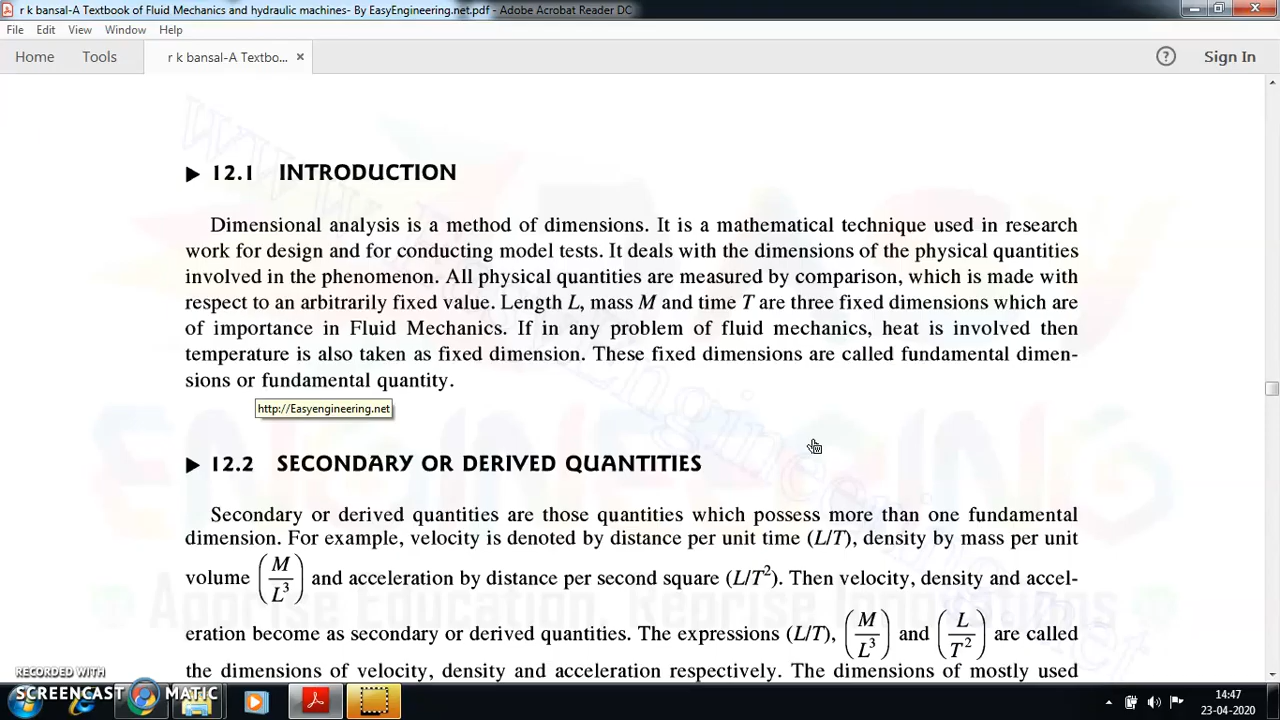 r k bansal-A Textbook of Fluid Mechanics and hydraulic machines- By EasyEngineering.net.pdf - Adobe Acrobat Reader DC
File Edit View Window Help
Home Tools r k bansal-A Textbo... × ? Sign In
▶ 12.1 INTRODUCTION
Dimensional analysis is a method of dimensions. It is a mathematical technique used in research
work for design and for conducting model tests. It deals with the dimensions of the physical quantities
involved in the phenomenon. All physical quantities are measured by comparison, which is made with
respect to an arbitrarily fixed value. Length L, mass M and time T are three fixed dimensions which are
of importance in Fluid Mechanics. If in any problem of fluid mechanics, heat is involved then
temperature is also taken as fixed dimension. These fixed dimensions are called fundamental dimen-
sions or fundamental quantity.
http://Easyengineering.net
▶ 12.2 SECONDARY OR DERIVED QUANTITIES
Secondary or derived quantities are those quantities which possess more than one fundamental
dimension. For example, velocity is denoted by distance per unit time (L/T), density by mass per unit
volume (M/L³) and acceleration by distance per second square (L/T²). Then velocity, density and accel-
eration become as secondary or derived quantities. The expressions (L/T), (M/L³) and (L/T²) are called
the dimensions of velocity, density and acceleration respectively. The dimensions of mostly used
RECORDED WITH
SCREENCAST MATIC
14:47
23-04-2020